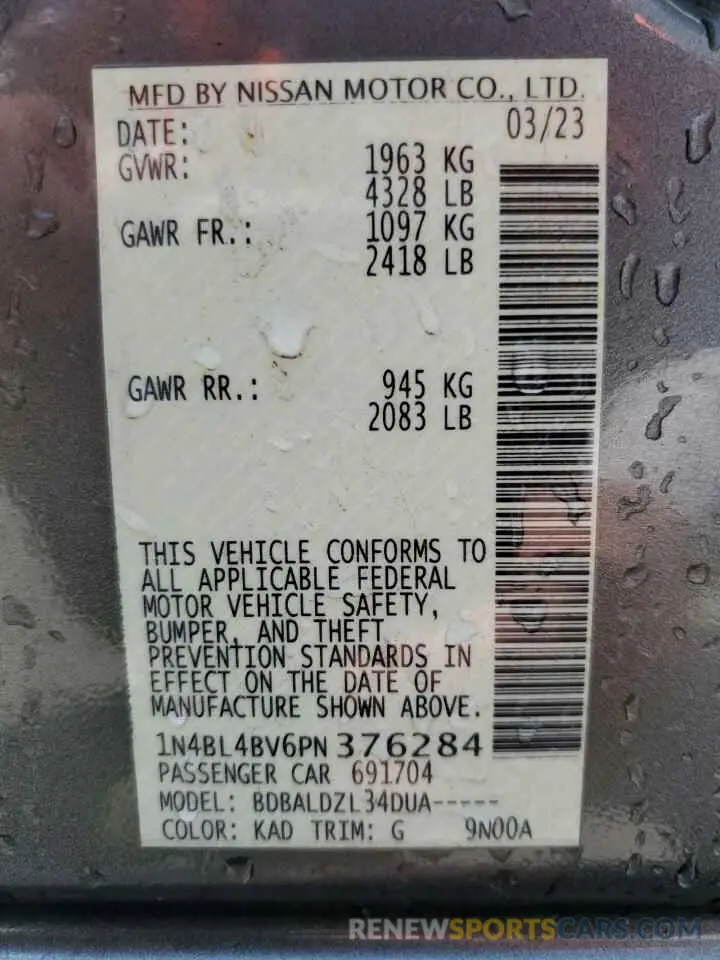 MFD BY NISSAN MOTOR CO., LTD.
DATE: 03/23
GVWR: 1963 KG
4328 LB
GAWR FR.: 1097 KG
2418 LB
GAWR RR.: 945 KG
2083 LB
THIS VEHICLE CONFORMS TO
ALL APPLICABLE FEDERAL
MOTOR VEHICLE SAFETY,
BUMPER, AND THEFT
PREVENTION STANDARDS IN
EFFECT ON THE DATE OF
MANUFACTURE SHOWN ABOVE.
1N4BL4BV6PN376284
PASSENGER CAR 691704
MODEL: BDBALDZL34DUA-----
COLOR: KAD TRIM: G 9N00A
RENEWSPORTSCARS.COM